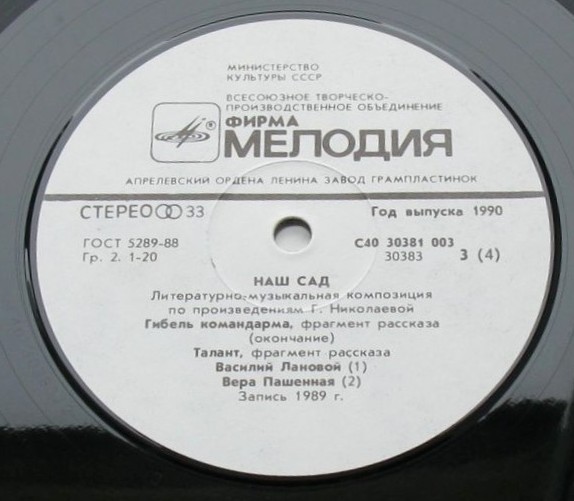 МИНИСТЕРСТВО
КУЛЬТУРЫ СССР
ВСЕСОЮЗНОЕ ТВОРЧЕСКО-
ПРОИЗВОДСТВЕННОЕ ОБЪЕДИНЕНИЕ
® ФИРМА
МЕЛОДИЯ
АПРЕЛЕВСКИЙ ОРДЕНА ЛЕНИНА ЗАВОД ГРАМПЛАСТИНОК
СТЕРЕО 33 Год выпуска 1990
ГОСТ 5289-88 С40 30381 003
Гр. 2. 1-20 30383 3 (4)
НАШ САД
Литературно-музыкальная композиция
по произведениям Г. Николаевой
Гибель командарма, фрагмент рассказа
(окончание)
Талант, фрагмент рассказа
Василий Лановой (1)
Вера Пашенная (2)
Запись 1989 г.